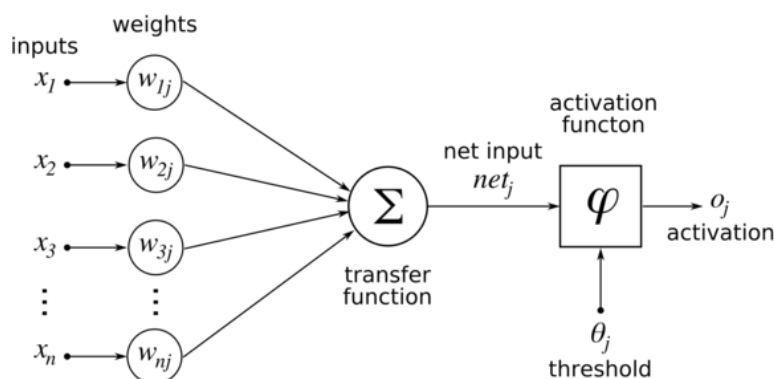 weights
inputs
x1
w1j
x2
w2j
x3
w3j
⋮
⋮
xn
wnj
Σ
transfer
function
net input
netj
activation
functon
φ
oj
activation
θj
threshold